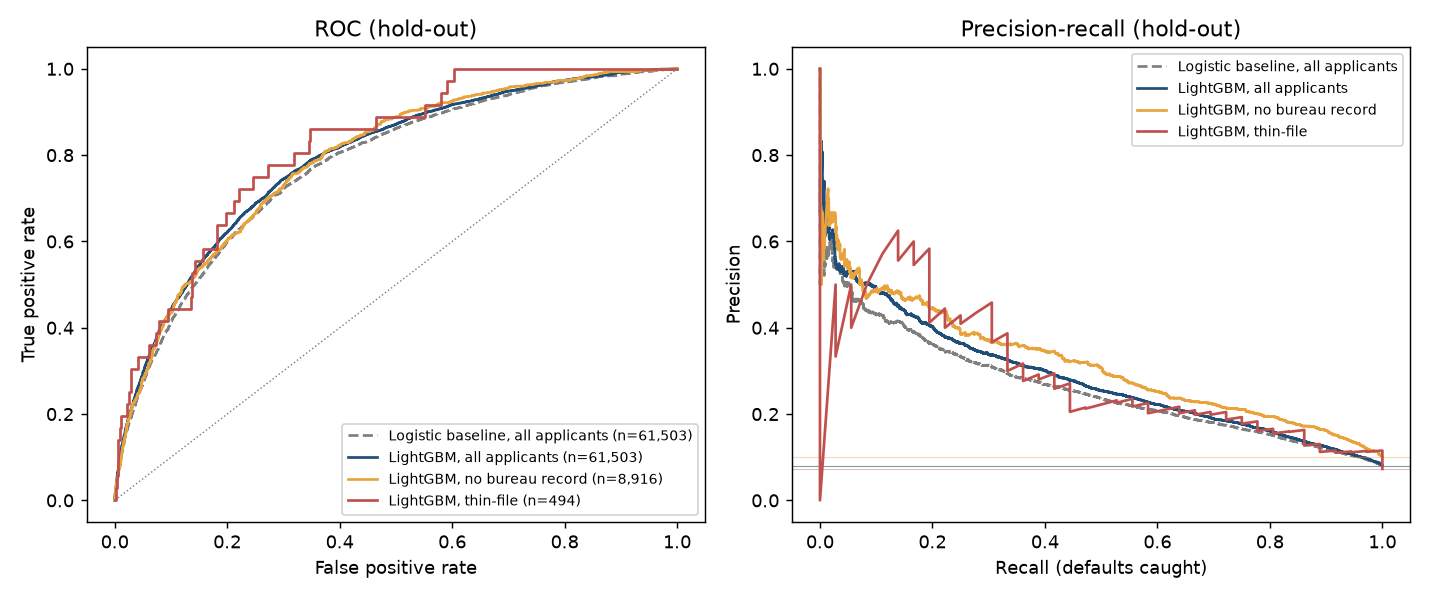 ROC (hold-out)
True positive rate
1.0
0.8
0.6
0.4
0.2
0.0
Logistic baseline, all applicants (n=61,503)
LightGBM, all applicants (n=61,503)
LightGBM, no bureau record (n=8,916)
LightGBM, thin-file (n=494)
0.0 0.2 0.4 0.6 0.8 1.0
False positive rate
Precision-recall (hold-out)
Precision
1.0
0.8
0.6
0.4
0.2
0.0
Logistic baseline, all applicants
LightGBM, all applicants
LightGBM, no bureau record
LightGBM, thin-file
0.0 0.2 0.4 0.6 0.8 1.0
Recall (defaults caught)